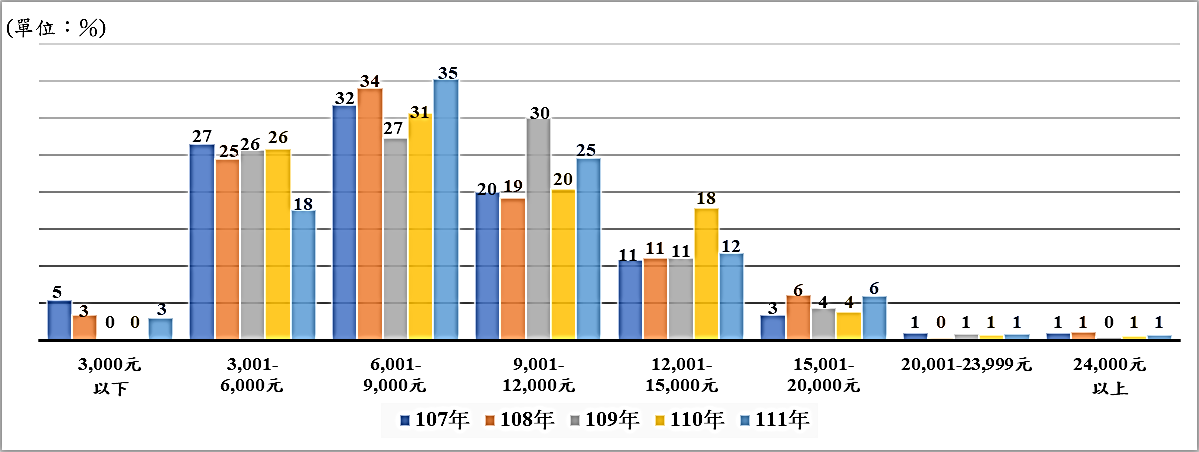 (單位：%)
5 3 0 0 3
27 25 26 26 18
32 34 27 31 35
20 19 30 20 25
11 11 11 18 12
3 6 4 4 6
1 0 1 1 1
1 1 0 1 1
3,000元
以下
3,001-
6,000元
6,001-
9,000元
9,001-
12,000元
12,001-
15,000元
15,001-
20,000元
20,001-23,999元
24,000元
以上
107年 108年 109年 110年 111年